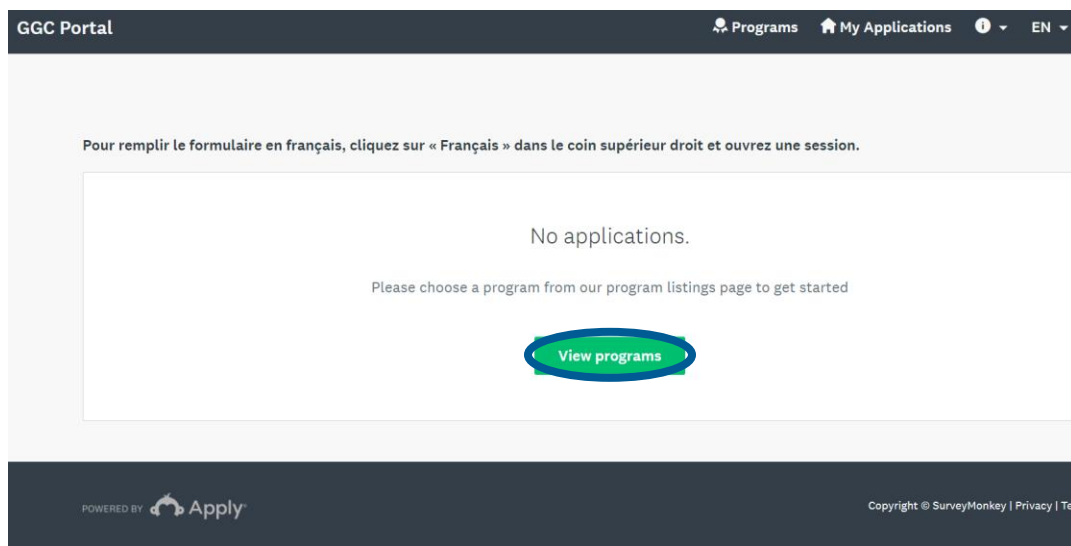 GGC Portal Programs My Applications EN
Pour remplir le formulaire en français, cliquez sur « Français » dans le coin supérieur droit et ouvrez une session.
No applications.
Please choose a program from our program listings page to get started
View programs
POWERED BY Apply Copyright © SurveyMonkey | Privacy | Te